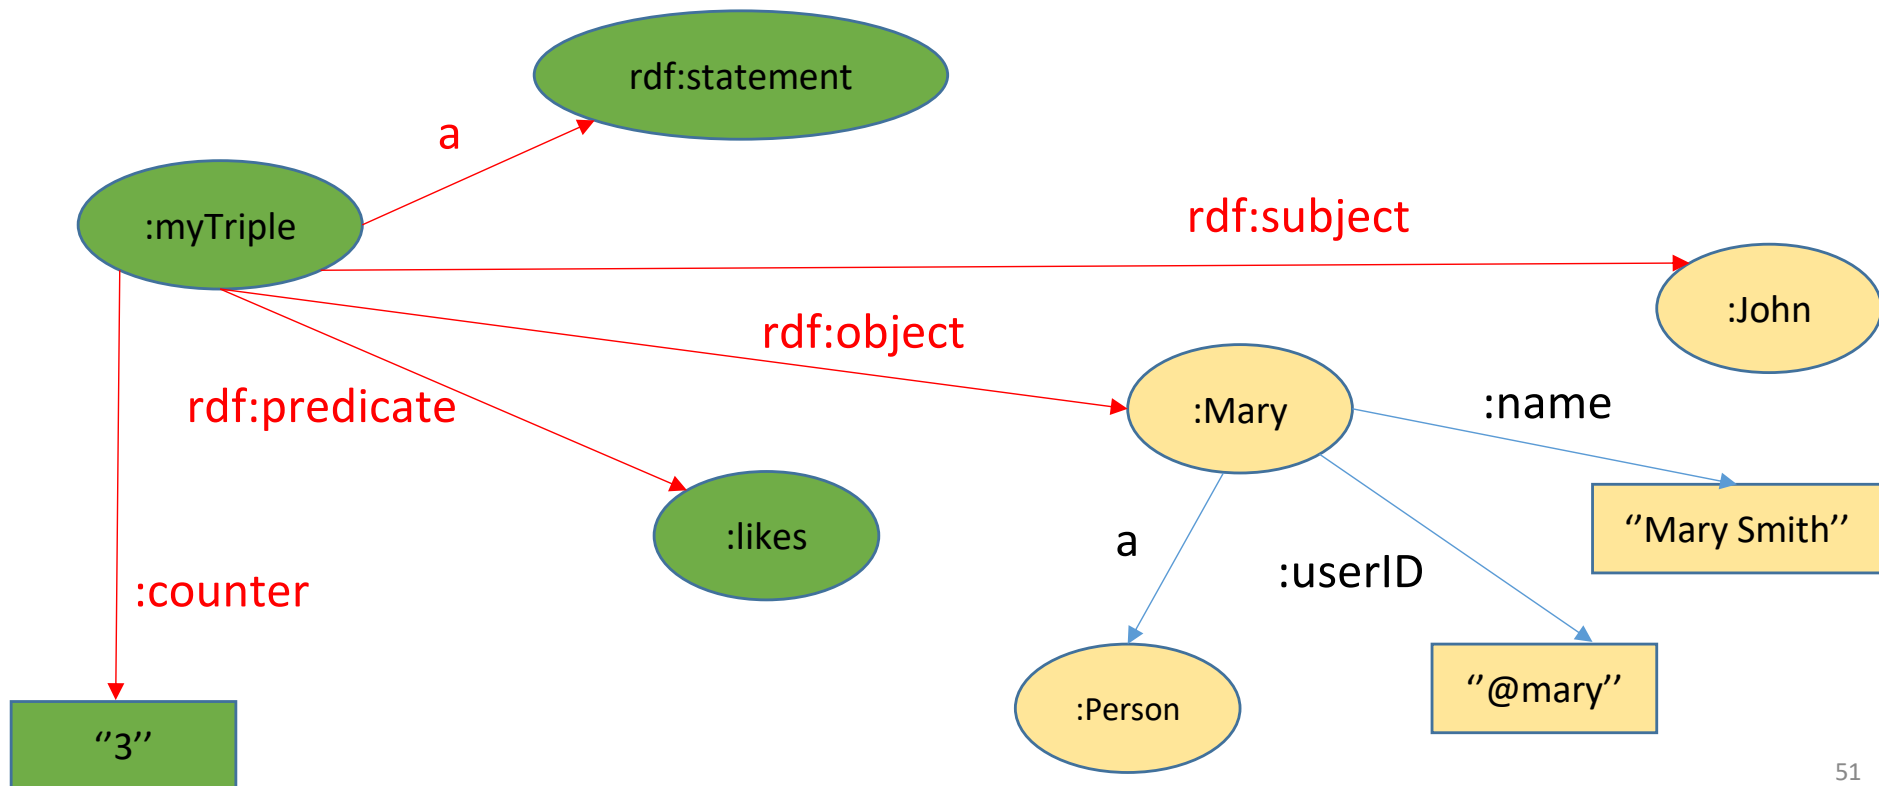 rdf:statement
a
:myTriple
rdf:subject
:John
rdf:object
:Mary
:name
rdf:predicate
‘’Mary Smith’’
:likes
a
:userID
:counter
‘’@mary’’
:Person
‘’3’’
51